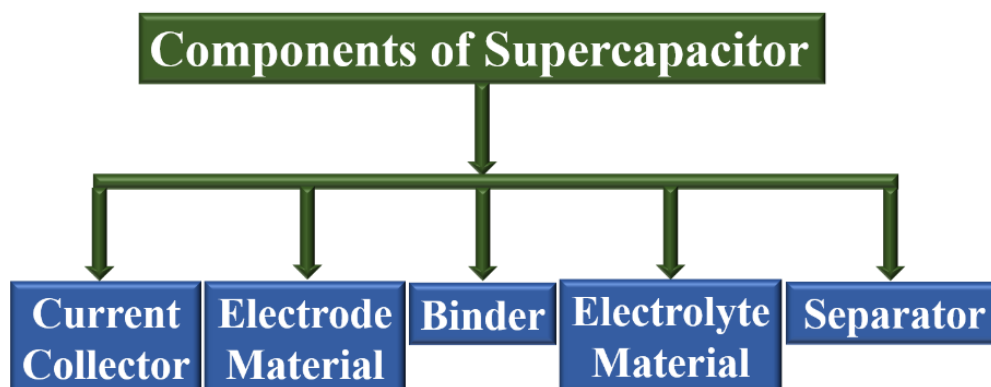 Components of Supercapacitor
Current
Collector
Electrode
Material
Binder
Electrolyte
Material
Separator